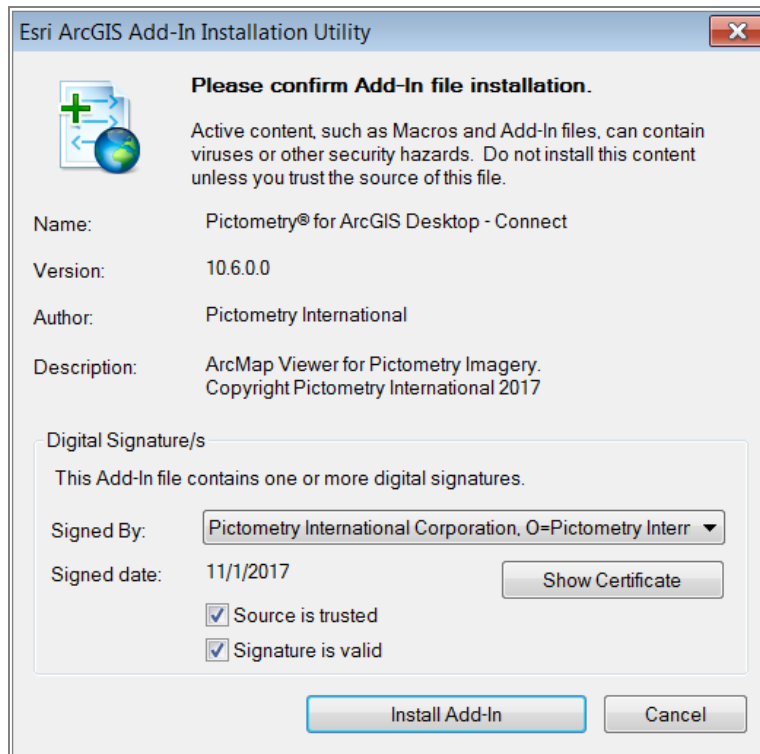 Esri ArcGIS Add-In Installation Utility
Please confirm Add-In file installation.
Active content, such as Macros and Add-In files, can contain
viruses or other security hazards. Do not install this content
unless you trust the source of this file.
Name: Pictometry® for ArcGIS Desktop - Connect
Version: 10.6.0.0
Author: Pictometry International
Description: ArcMap Viewer for Pictometry Imagery.
Copyright Pictometry International 2017
Digital Signature/s
This Add-In file contains one or more digital signatures.
Signed By: Pictometry International Corporation, O=Pictometry Interr
Signed date: 11/1/2017
Show Certificate
Source is trusted
Signature is valid
Install Add-In Cancel